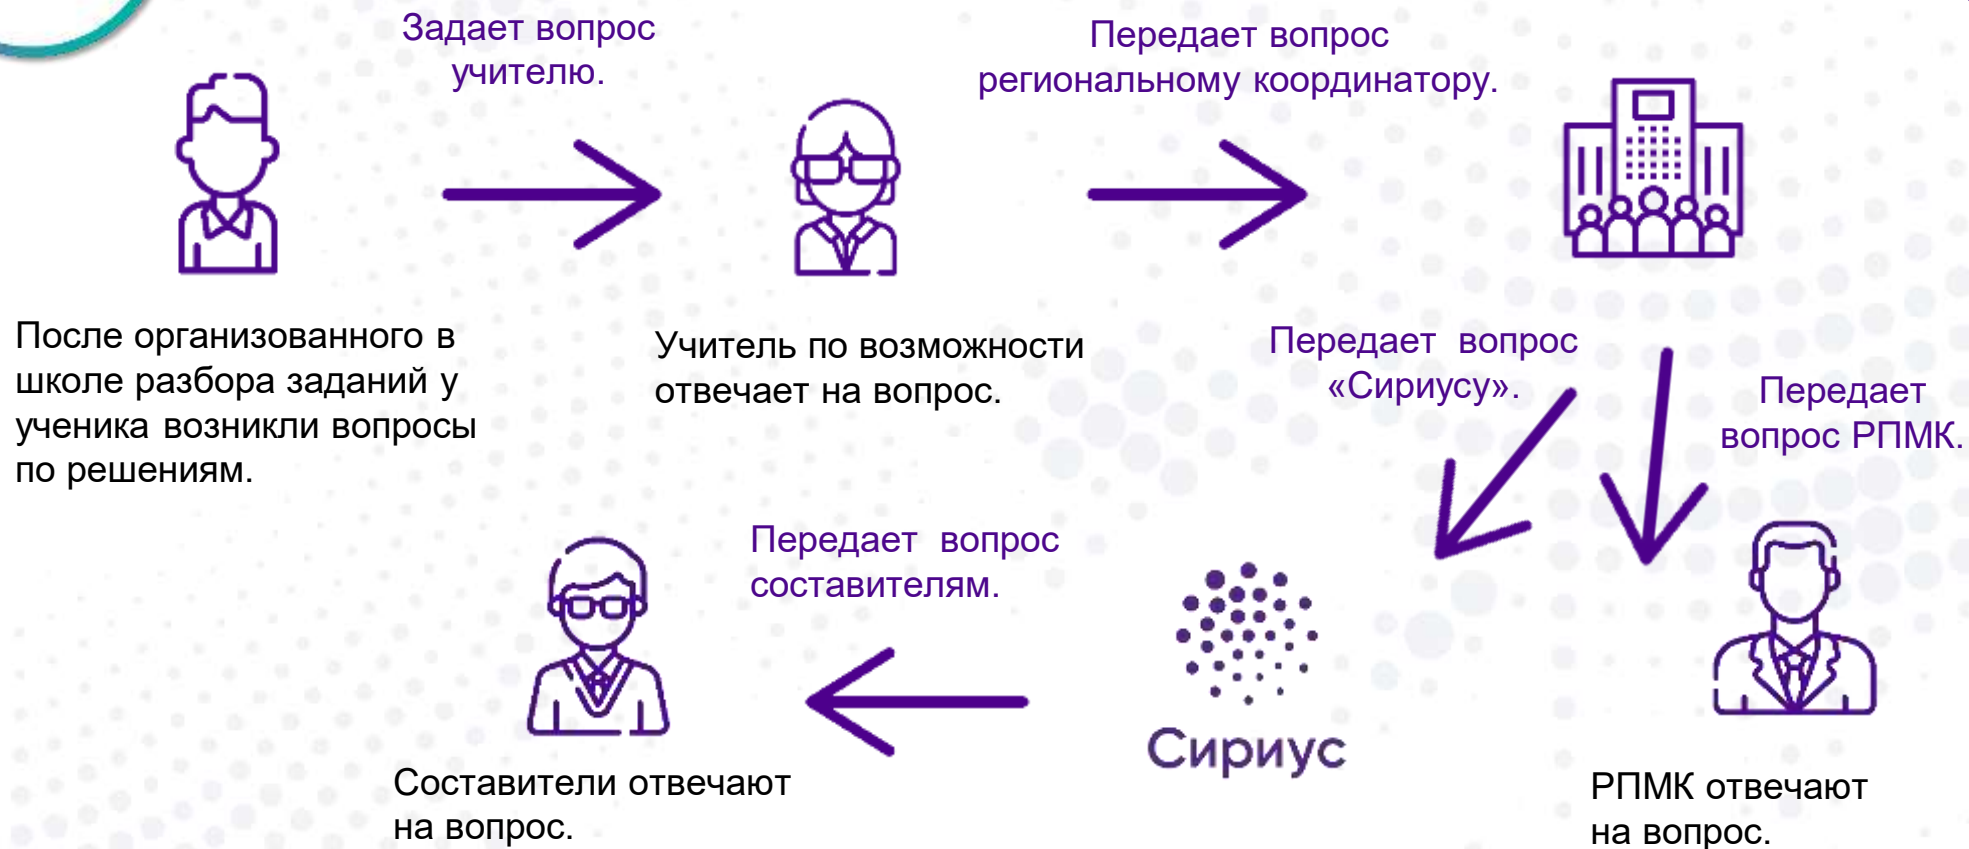 Задает вопрос
учителю.
Передает вопрос
региональному координатору.
После организованного в
школе разбора заданий у
ученика возникли вопросы
по решениям.
Учитель по возможности
отвечает на вопрос.
Передает вопрос
«Сириусу».
Передает
вопрос РПМК.
Передает вопрос
составителям.
Сириус
Составители отвечают
на вопрос.
РПМК отвечают
на вопрос.